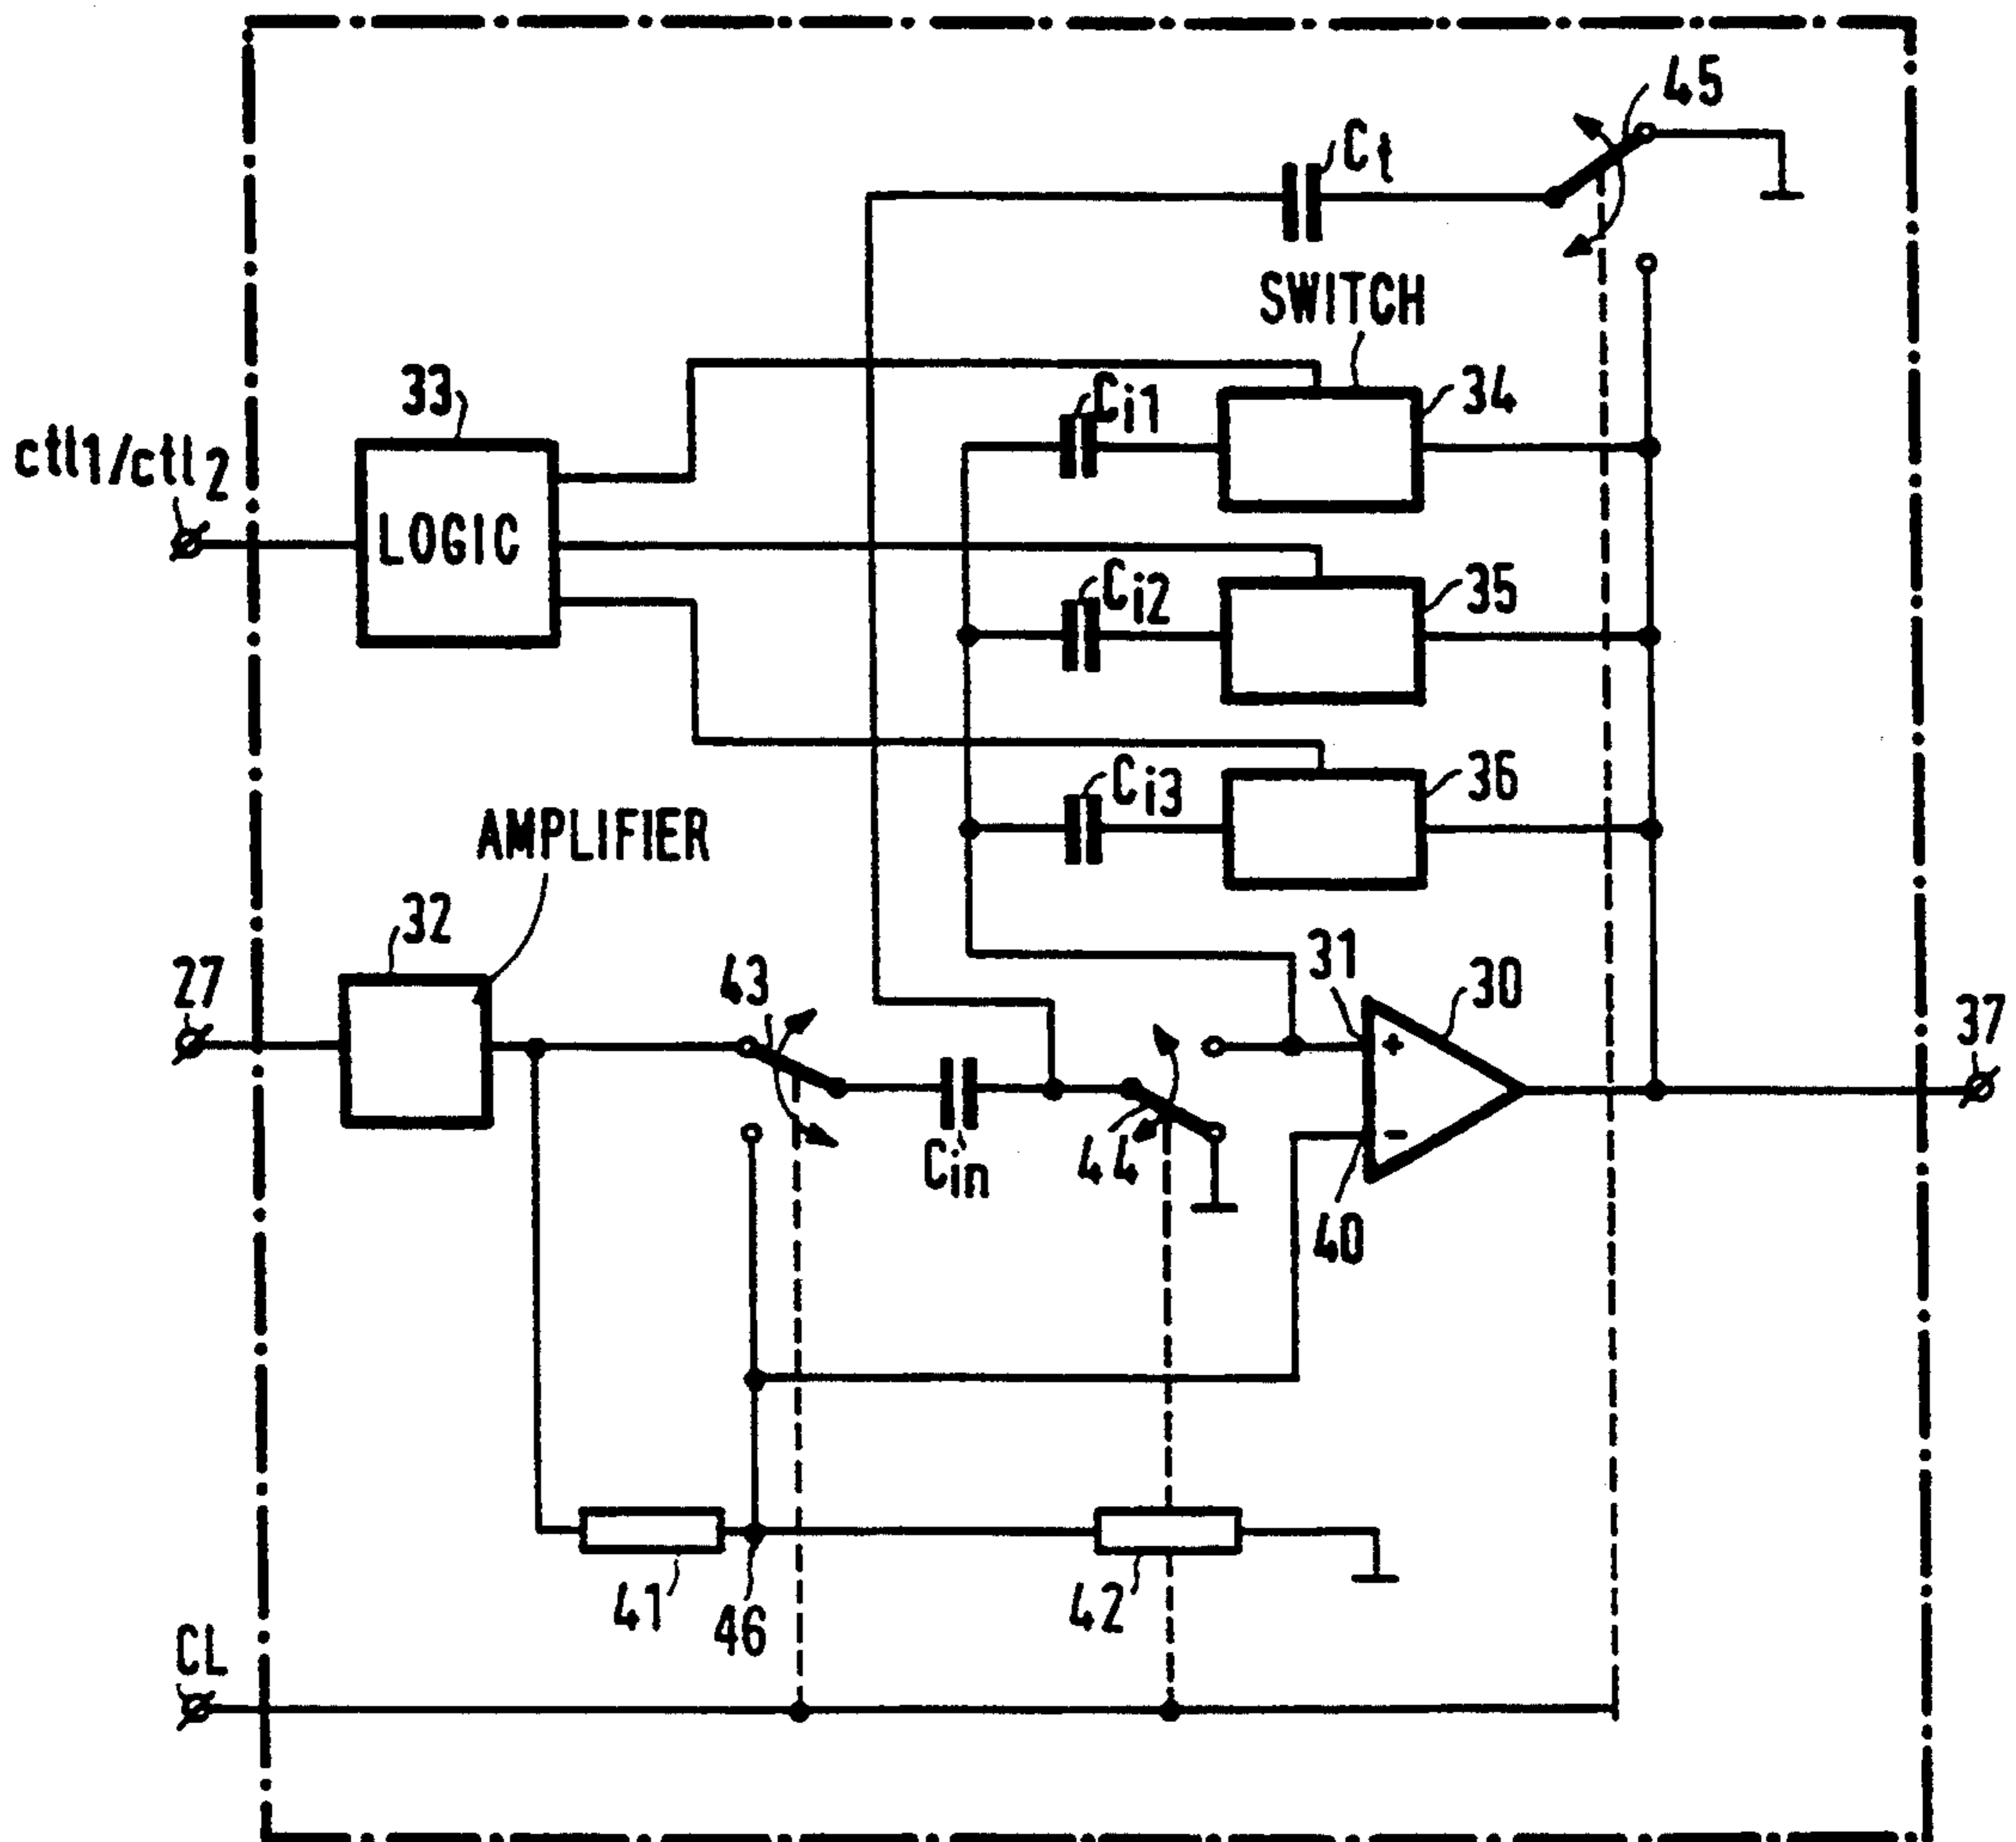 45
Ct
SWITCH
33
Ci1
34
ctl1/ctl2
LOGIC
Ci2
35
Ci3
36
AMPLIFIER
32
27
43
31
30
37
+
-
Cin
44
40
41
46
42
CL